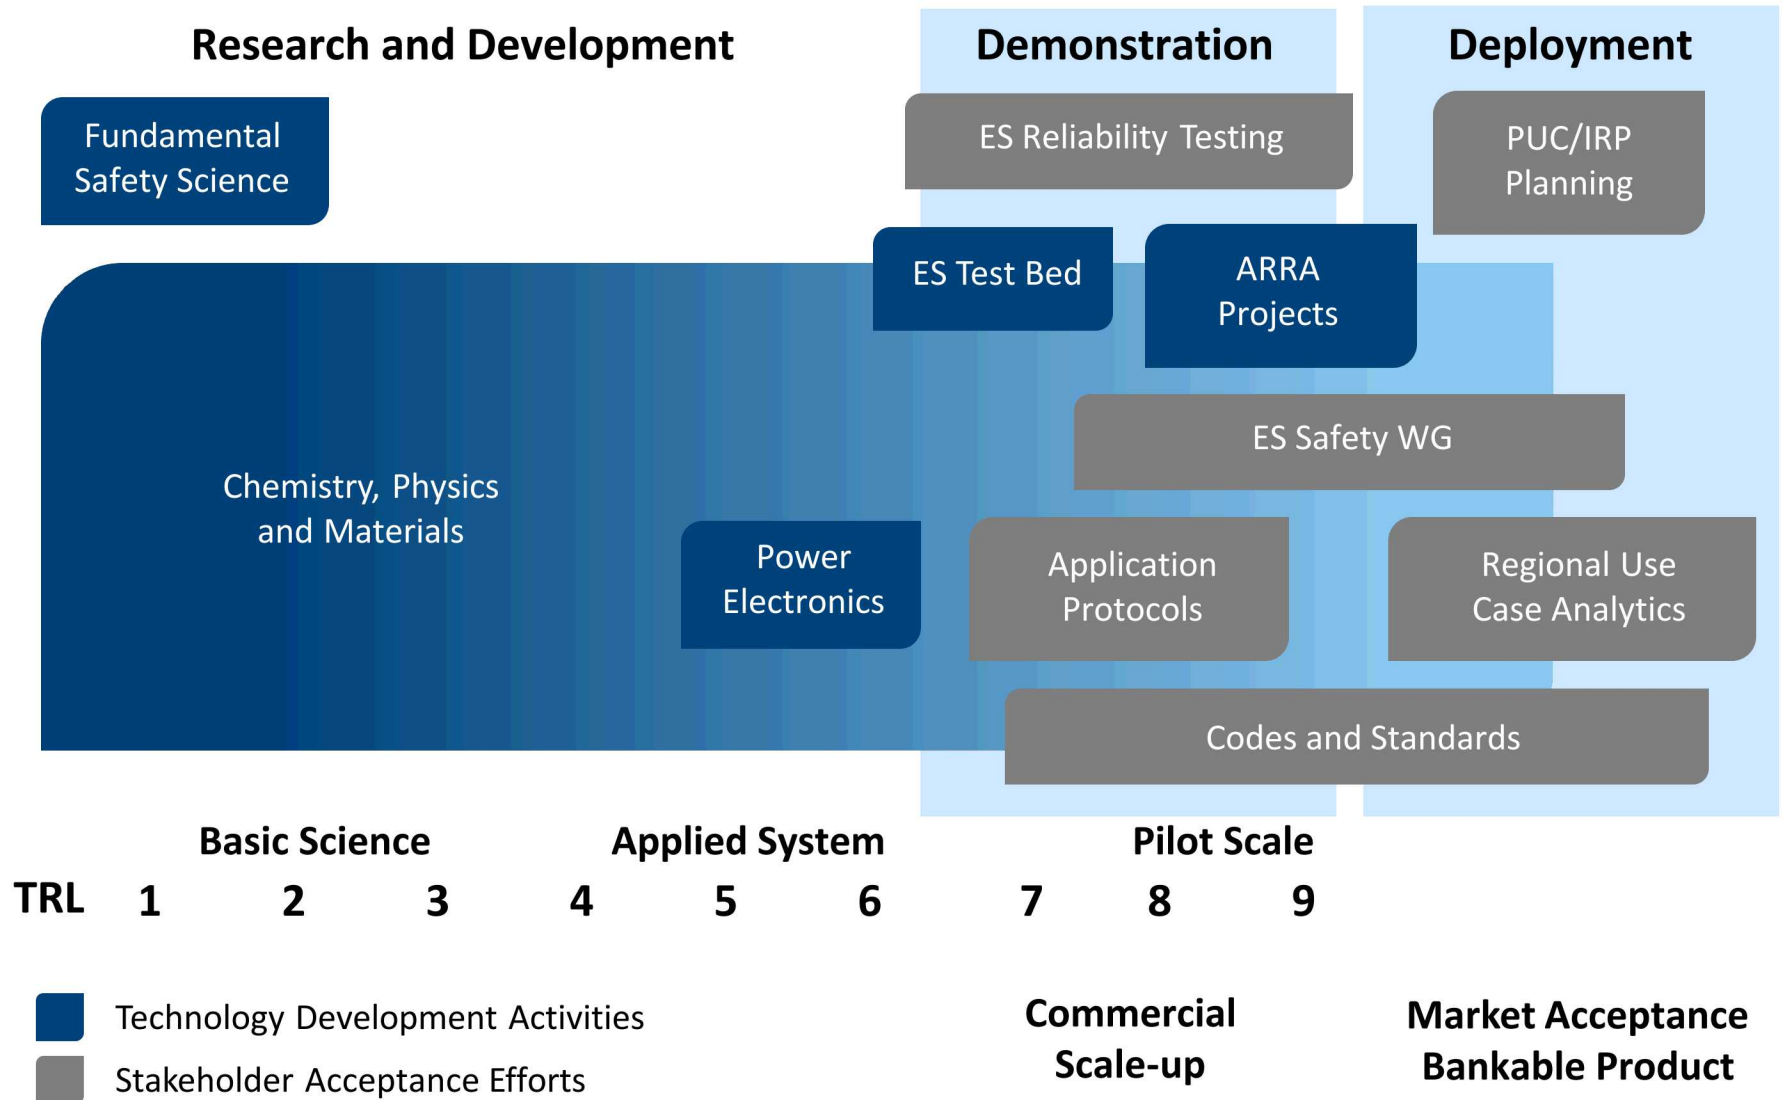 Research and Development
Demonstration
Deployment
Fundamental
Safety Science
ES Reliability Testing
PUC/IRP
Planning
ES Test Bed
ARRA
Projects
ES Safety WG
Chemistry, Physics
and Materials
Power
Electronics
Application
Protocols
Regional Use
Case Analytics
Codes and Standards
Basic Science
Applied System
Pilot Scale
TRL 1 2 3 4 5 6 7 8 9
Technology Development Activities
Stakeholder Acceptance Efforts
Commercial
Scale-up
Market Acceptance
Bankable Product